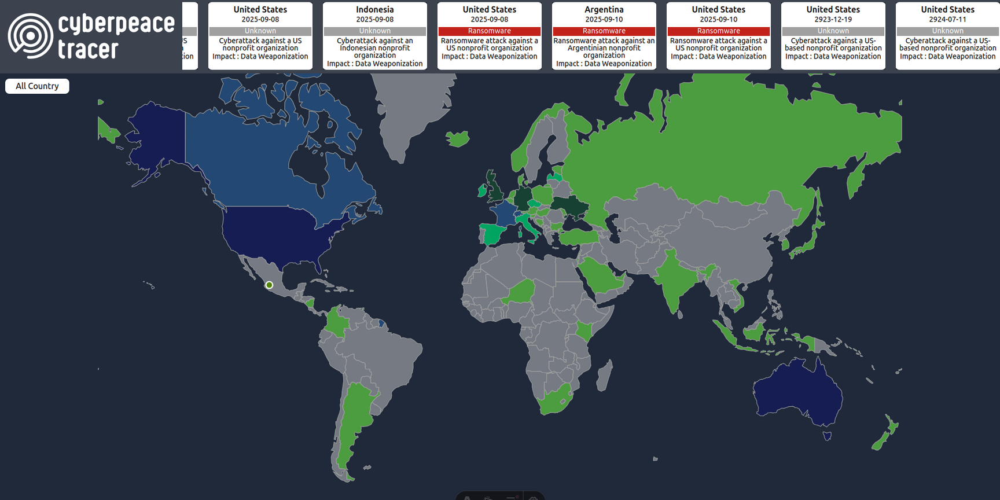 cyberpeace
tracer
US
tion
United States
2025-09-08
Unknown
Cyberattack against a US
nonprofit organization
Impact : Data Weaponization
Indonesia
2025-09-08
Unknown
Cyberattack against an
Indonesian nonprofit
organization
Impact : Data Weaponization
United States
2025-09-08
Ransomware
Ransomware attack against a
US nonprofit organization
Impact : Data Weaponization
Argentina
2025-09-10
Ransomware
Ransomware attack against an
Argentinian nonprofit
organization
Impact : Data Weaponization
United States
2025-09-10
Ransomware
Ransomware attack against a
US nonprofit organization
Impact : Data Weaponization
United States
2923-12-19
Unknown
Cyberattack against a US-
based nonprofit organization
Impact : Data Weaponization
United States
2924-07-11
Unknown
Cyberattack against a US-
based nonprofit organization
Impact : Data Weaponization
All Country